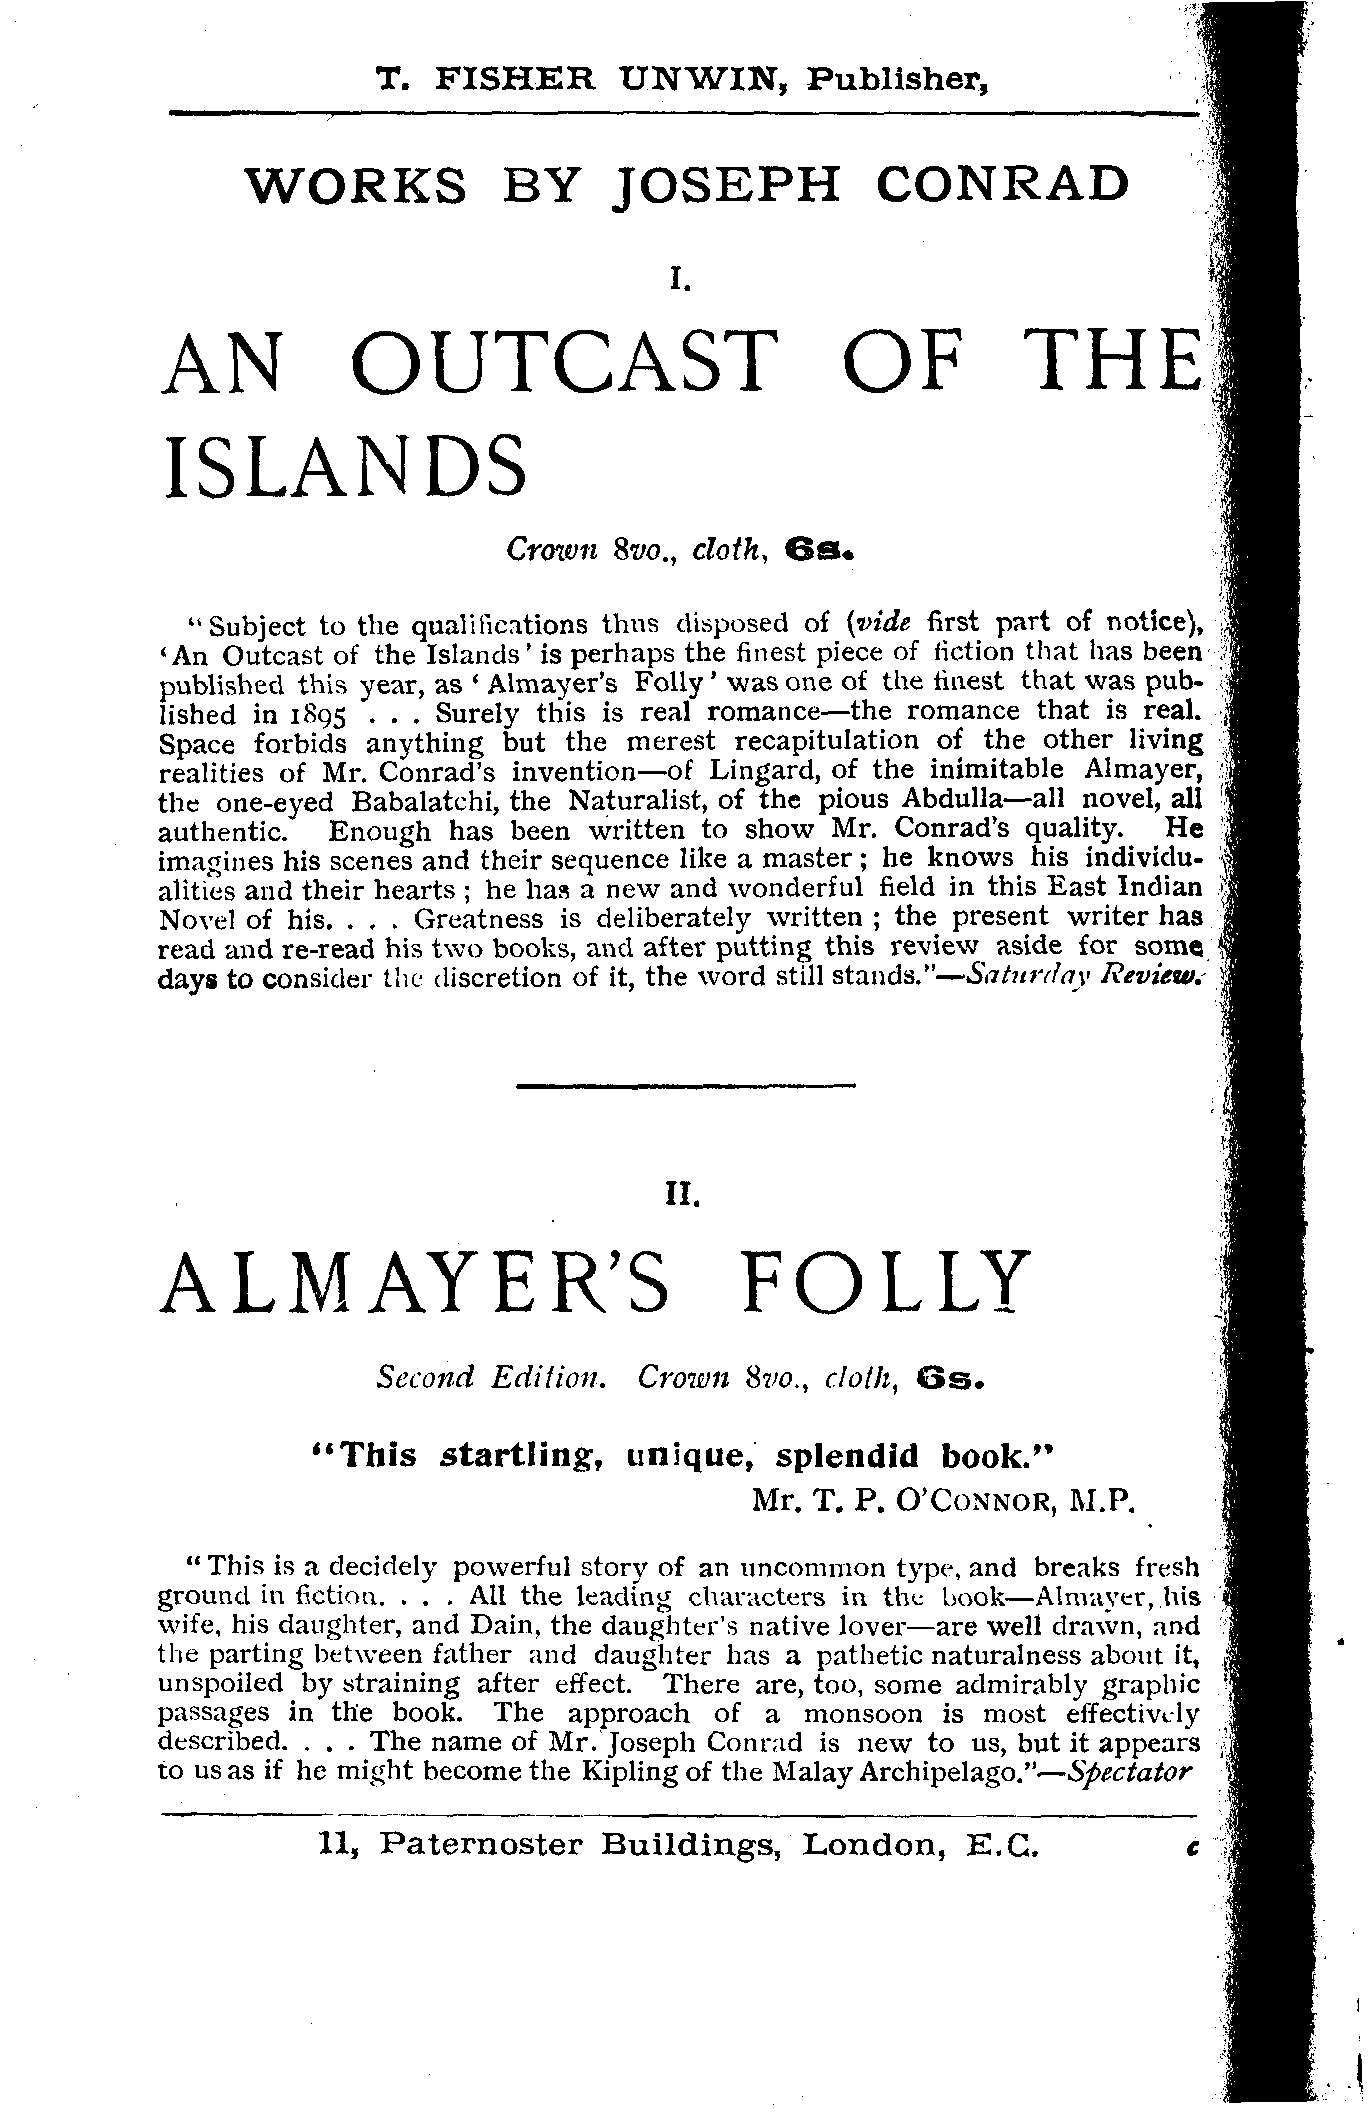 T. FISHER UNWIN, Publisher,
WORKS BY JOSEPH CONRAD
I.
AN OUTCAST OF THE
ISLANDS
Crown 8vo., cloth, 6s.
“Subject to the qualifications thus disposed of (vide first part of notice),
‘An Outcast of the Islands’ is perhaps the finest piece of fiction that has been
published this year, as ‘Almayer’s Folly’ was one of the finest that was pub-
lished in 1895 . . . Surely this is real romance—the romance that is real.
Space forbids anything but the merest recapitulation of the other living
realities of Mr. Conrad’s invention—of Lingard, of the inimitable Almayer,
the one-eyed Babalatchi, the Naturalist, of the pious Abdulla—all novel, all
authentic. Enough has been written to show Mr. Conrad’s quality. He
imagines his scenes and their sequence like a master; he knows his individu-
alities and their hearts; he has a new and wonderful field in this East Indian
Novel of his. . . . Greatness is deliberately written; the present writer has
read and re-read his two books, and after putting this review aside for some
days to consider the discretion of it, the word still stands.”—Saturday Review.
II.
ALMAYER’S FOLLY
Second Edition. Crown 8vo., cloth, 6s.
“This startling, unique, splendid book.”
Mr. T. P. O’CONNOR, M.P.
“This is a decidely powerful story of an uncommon type, and breaks fresh
ground in fiction. . . . All the leading characters in the book—Almayer, his
wife, his daughter, and Dain, the daughter’s native lover—are well drawn, and
the parting between father and daughter has a pathetic naturalness about it,
unspoiled by straining after effect. There are, too, some admirably graphic
passages in the book. The approach of a monsoon is most effectively
described. . . . The name of Mr. Joseph Conrad is new to us, but it appears
to us as if he might become the Kipling of the Malay Archipelago.”—Spectator
11, Paternoster Buildings, London, E.C. c